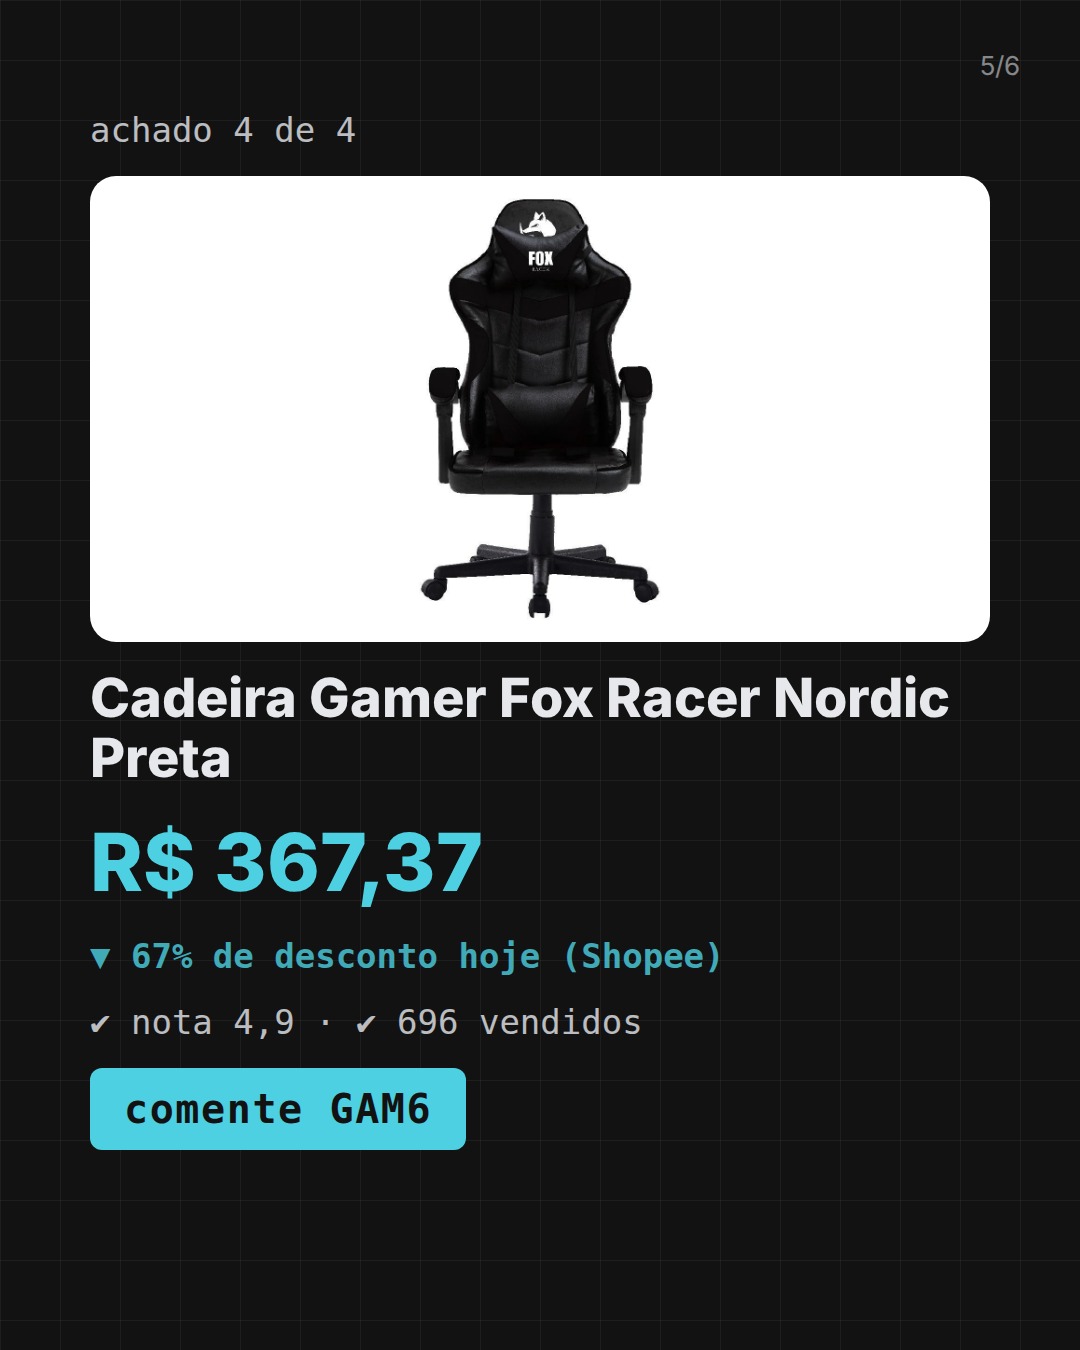 5/6
achado 4 de 4
FOX
RACER
Cadeira Gamer Fox Racer Nordic
Preta
R$ 367,37
▼ 67% de desconto hoje (Shopee)
✔ nota 4,9 · ✔ 696 vendidos
comente GAM6